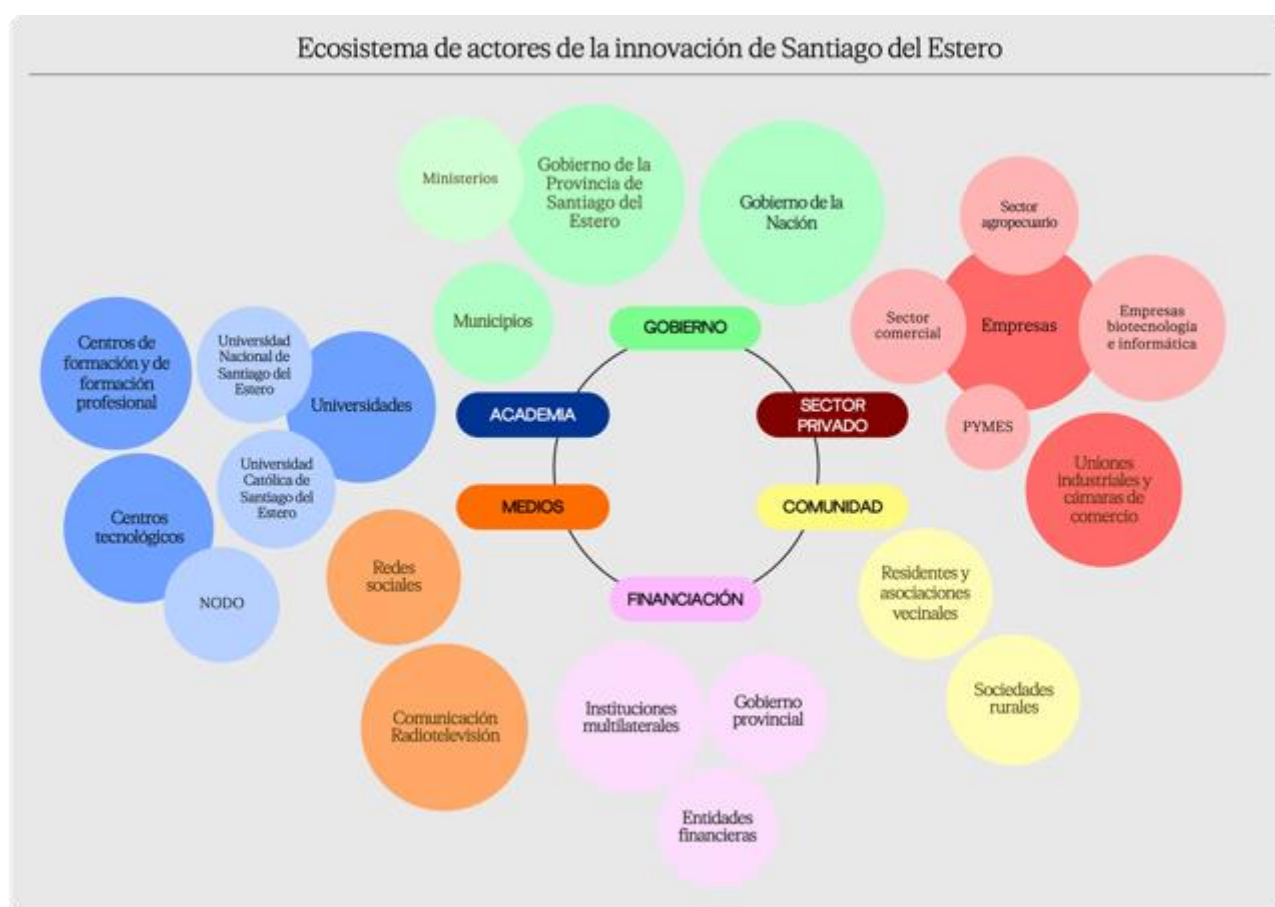 Ecosistema de actores de la innovación de Santiago del Estero
Ministerios
Gobierno de la
Provincia de
Santiago del
Estero
Gobierno de la
Nación
Municipios
GOBIERNO
Sector
agropecuario
Sector
comercial
Empresas
Empresas
biotecnología
e informática
PYMES
Uniones
industriales y
cámaras de
comercio
SECTOR
PRIVADO
Centros de
formación y de
formación
profesional
Universidad
Nacional de
Santiago del
Estero
Universidades
Universidad
Católica de
Santiago del
Estero
Centros
tecnológicos
NODO
ACADEMIA
MEDIOS
Redes
sociales
Comunicación
Radiotelevisión
COMUNIDAD
Residentes y
asociaciones
vecinales
Sociedades
rurales
FINANCIACIÓN
Instituciones
multilaterales
Gobierno
provincial
Entidades
financieras